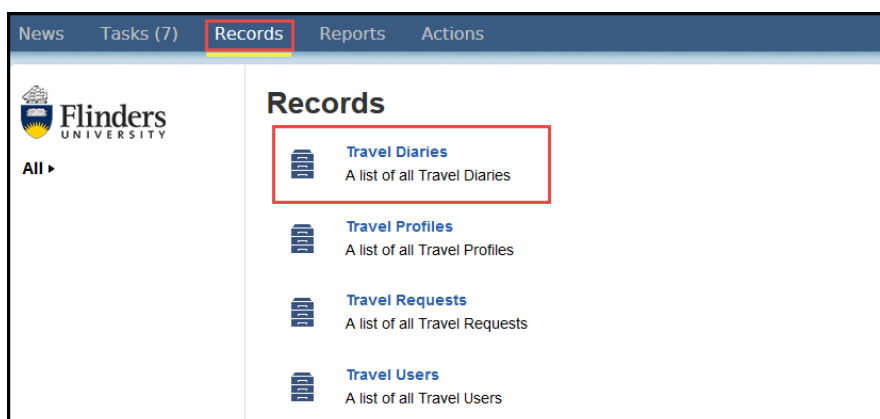 News Tasks (7) Records Reports Actions
Flinders
UNIVERSITY
All
Records
Travel Diaries
A list of all Travel Diaries
Travel Profiles
A list of all Travel Profiles
Travel Requests
A list of all Travel Requests
Travel Users
A list of all Travel Users